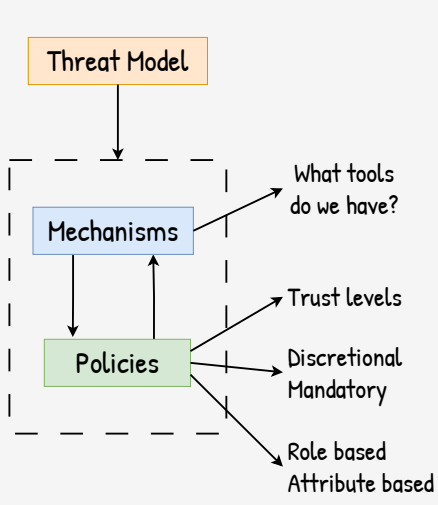 Threat Model
Mechanisms
What tools
do we have?
Policies
Trust levels
Discretional
Mandatory
Role based
Attribute based